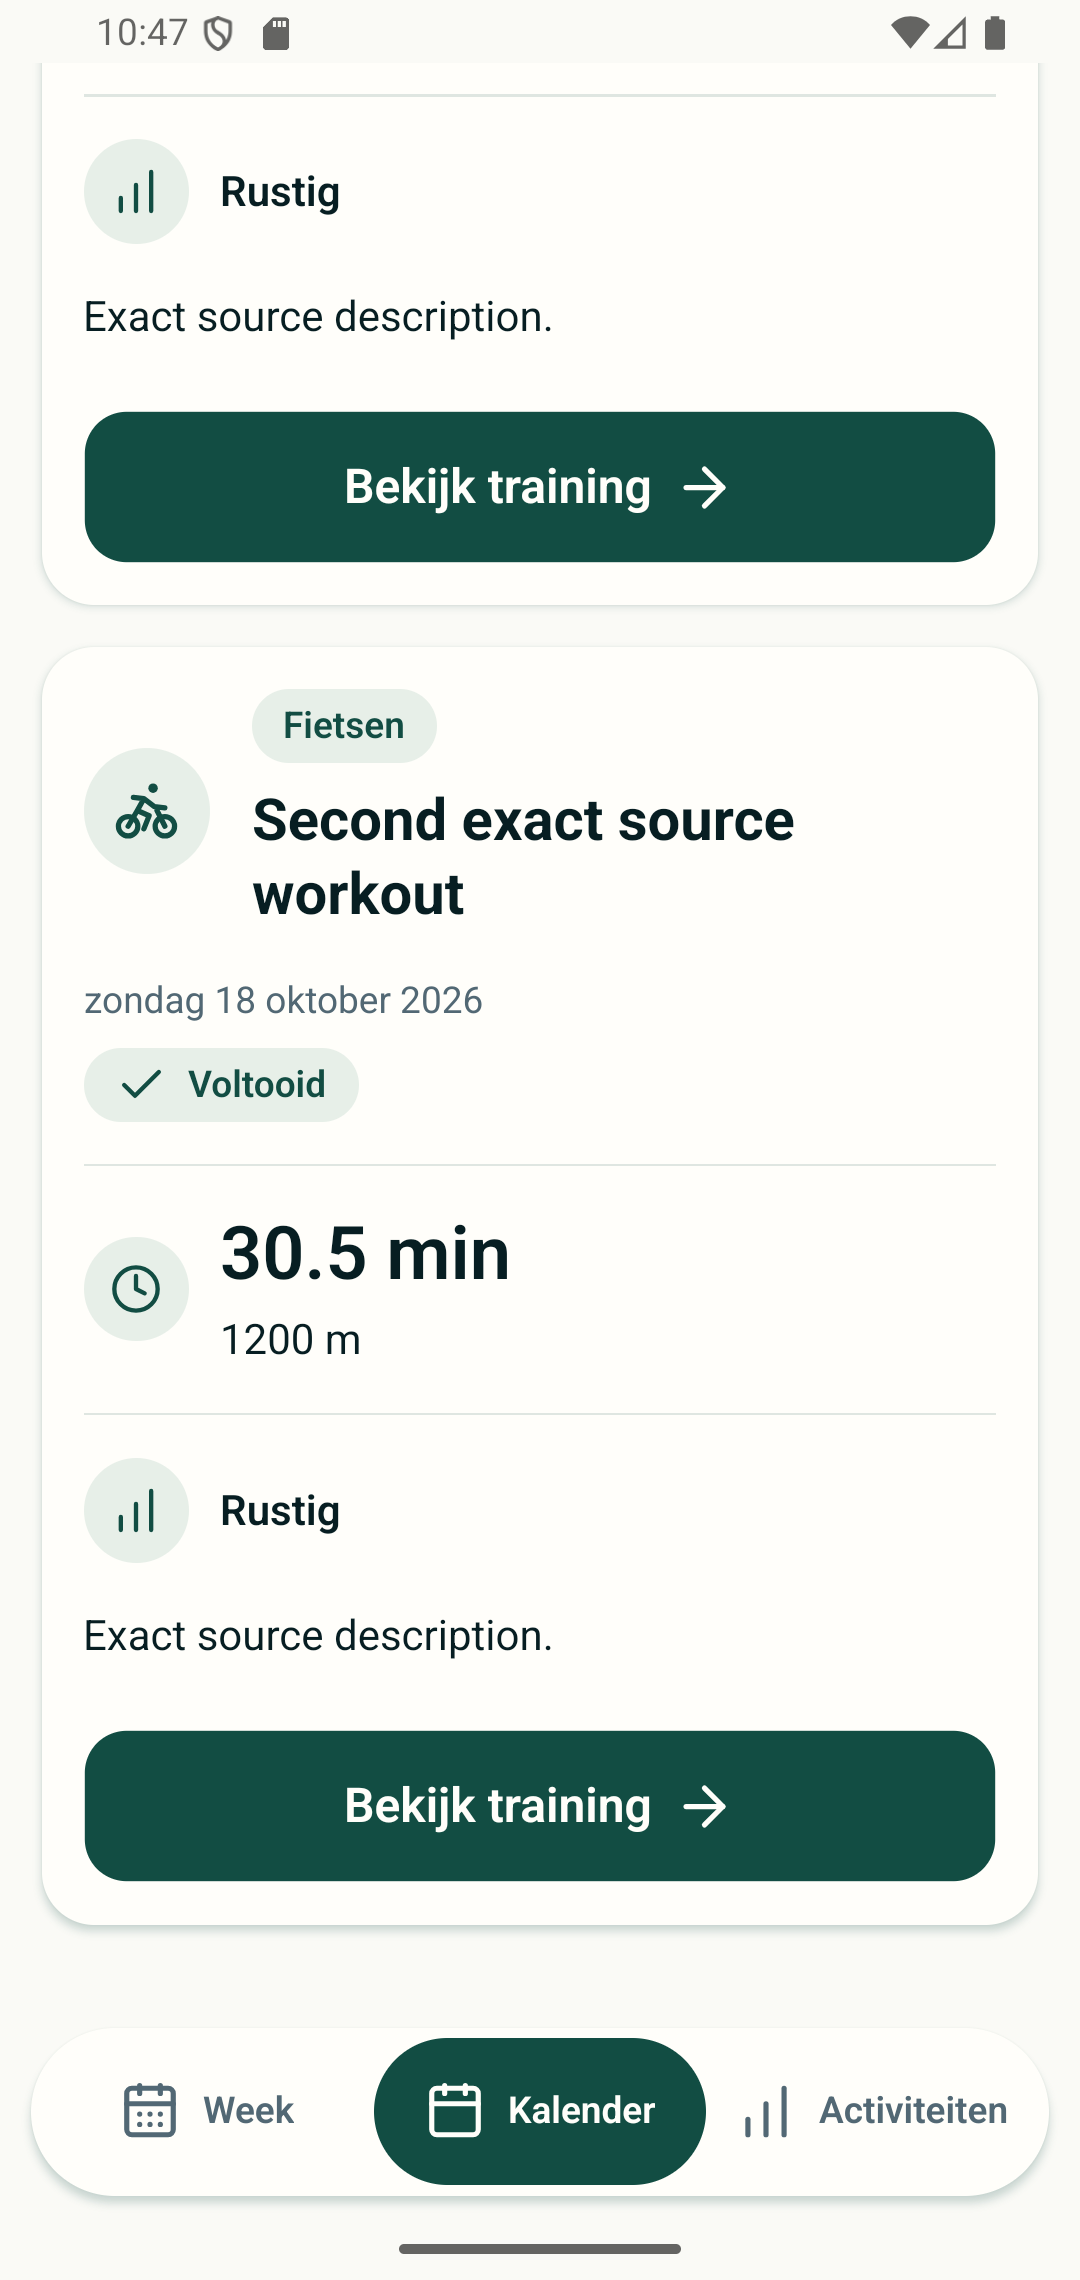 10:47
Rustig
Exact source description.
Bekijk training
Fietsen
Second exact source
workout
zondag 18 oktober 2026
Voltooid
30.5 min
1200 m
Rustig
Exact source description.
Bekijk training
Week
Kalender
Activiteiten